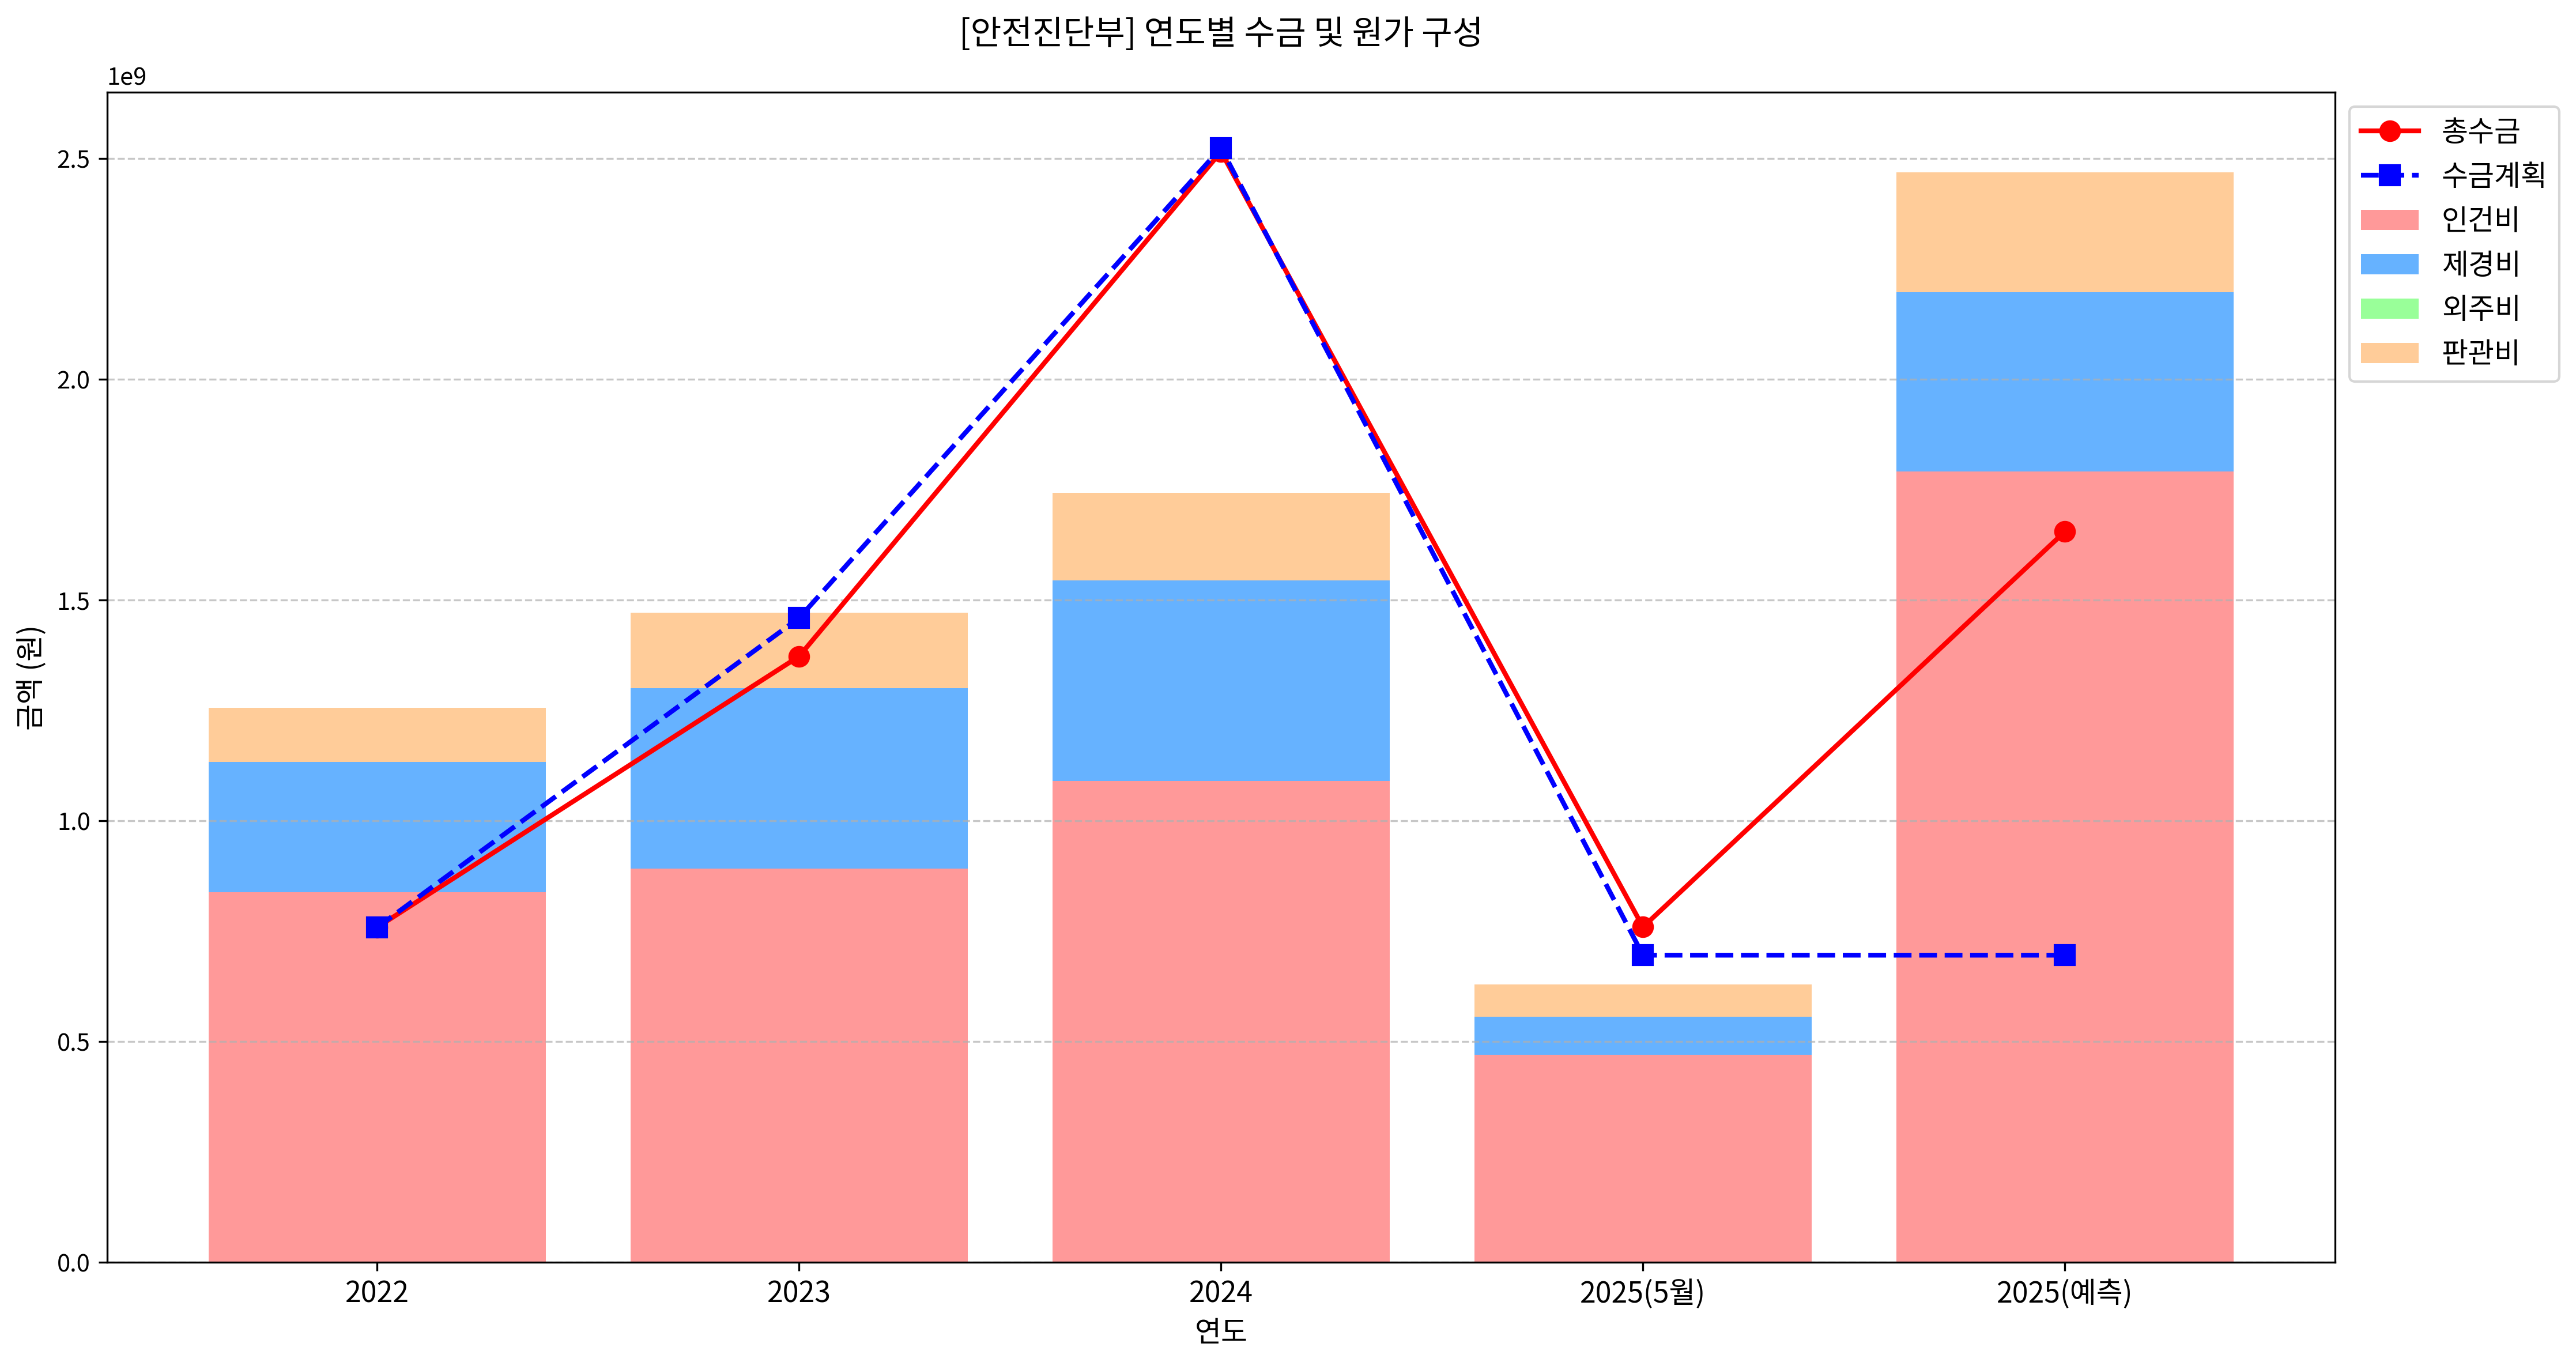 [안전진단부] 연도별 수금 및 원가 구성
1e9
2.5
2.0
1.5
1.0
0.5
0.0
금액 (원)
2022
2023
2024
2025(5월)
2025(예측)
연도
총수금
수금계획
인건비
제경비
외주비
판관비